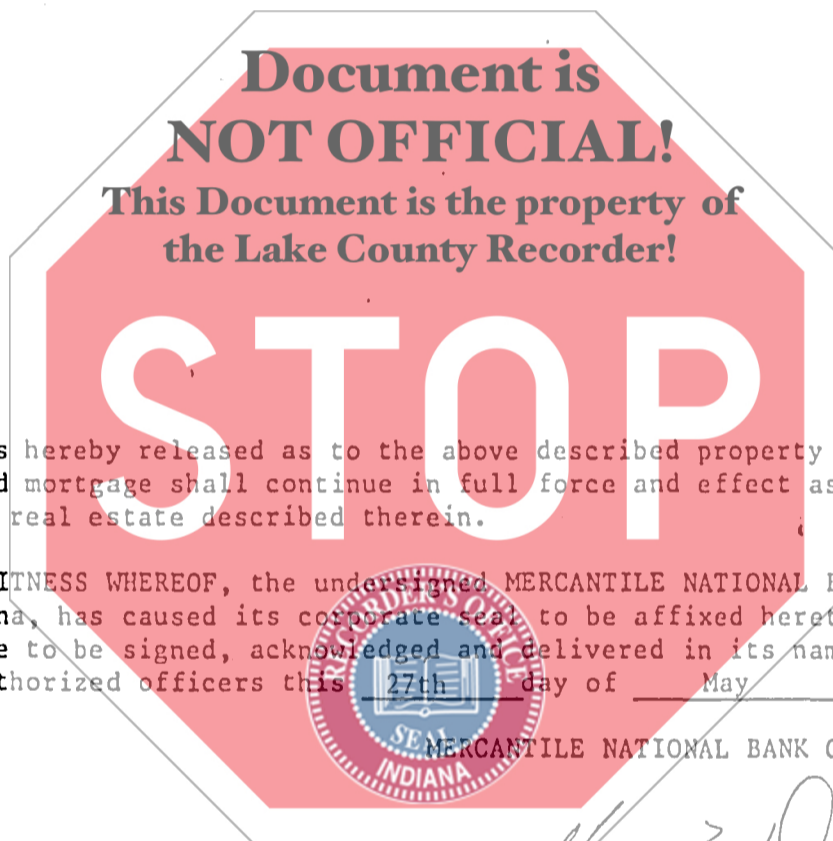 Document is
NOT OFFICIAL!
This Document is the property of
the Lake County Recorder!
STOP
s hereby released as to the above described property
d mortgage shall continue in full force and effect as
real estate described therein.
ITNESS WHEREOF, the undersigned MERCANTILE NATIONAL B
na, has caused its corporate seal to be affixed heret
e to be signed, acknowledged and delivered in its nam
thorized officers this 27th day of May
RECORDER'S OFFICE
SEAL
INDIANA
MERCANTILE NATIONAL BANK O